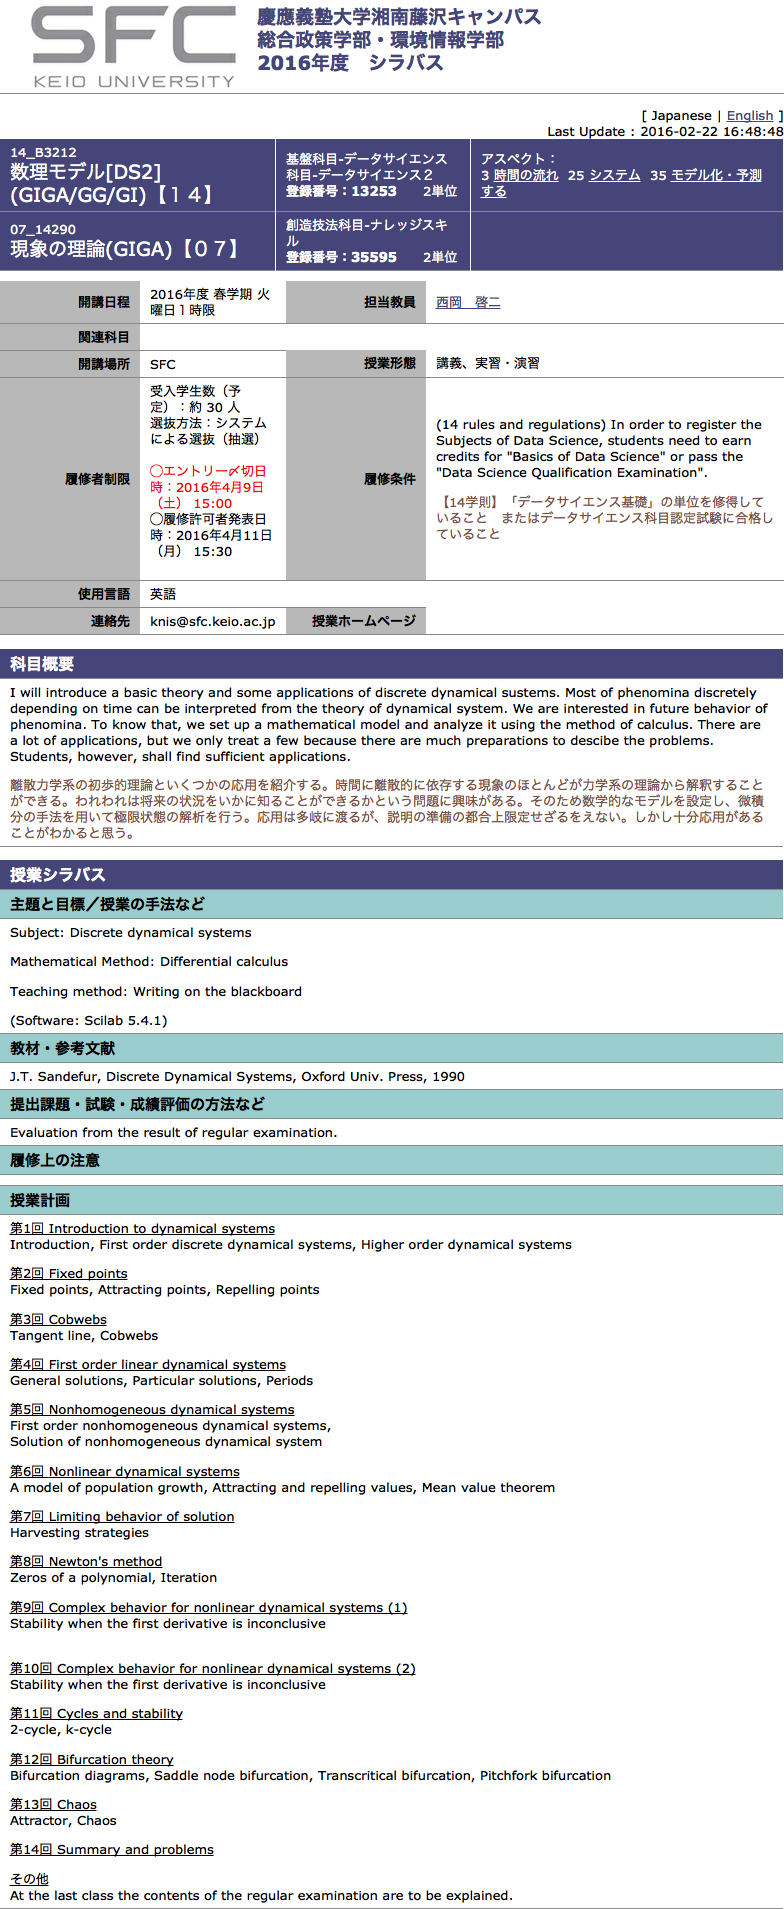 SFC
KEIO UNIVERSITY
慶應義塾大学湘南藤沢キャンパス
総合政策学部・環境情報学部
2016年度　シラバス
[ Japanese | English ]
Last Update : 2016-02-22 16:48:48
14_B3212
数理モデル[DS2]
(GIGA/GG/GI)【１４】
基盤科目-データサイエンス
科目-データサイエンス２
登録番号：13253　　2単位
アスペクト：
3 時間の流れ 25 システム 35 モデル化・予測
する
07_14290
現象の理論(GIGA)【０７】
創造技法科目-ナレッジスキ
ル
登録番号：35595　　2単位
開講日程
2016年度 春学期 火
曜日１時限
担当教員
西岡　啓二
関連科目
開講場所
SFC
授業形態
講義、実習・演習
履修者制限
受入学生数（予
定）：約 30 人
選抜方法：システム
による選抜（抽選）
◯エントリー〆切日
時：2016年4月9日
（土） 15:00
◯履修許可者発表日
時：2016年4月11日
（月） 15:30
履修条件
(14 rules and regulations) In order to register the
Subjects of Data Science, students need to earn
credits for "Basics of Data Science" or pass the
"Data Science Qualification Examination".
【14学則】「データサイエンス基礎」の単位を修得して
いること　またはデータサイエンス科目認定試験に合格し
ていること
使用言語
英語
連絡先
knis@sfc.keio.ac.jp
授業ホームページ
科目概要
I will introduce a basic theory and some applications of discrete dynamical sustems. Most of phenomina discretely
depending on time can be interpreted from the theory of dynamical system. We are interested in future behavior of
phenomina. To know that, we set up a mathematical model and analyze it using the method of calculus. There are
a lot of applications, but we only treat a few because there are much preparations to descibe the problems.
Students, however, shall find sufficient applications.
離散力学系の初歩的理論といくつかの応用を紹介する。時間に離散的に依存する現象のほとんどが力学系の理論から解釈すること
ができる。われわれは将来の状況をいかに知ることができるかという問題に興味がある。そのため数学的なモデルを設定し、微積
分の手法を用いて極限状態の解析を行う。応用は多岐に渡るが、説明の準備の都合上限定せざるをえない。しかし十分応用がある
ことがわかると思う。
授業シラバス
主題と目標／授業の手法など
Subject: Discrete dynamical systems
Mathematical Method: Differential calculus
Teaching method: Writing on the blackboard
(Software: Scilab 5.4.1)
教材・参考文献
J.T. Sandefur, Discrete Dynamical Systems, Oxford Univ. Press, 1990
提出課題・試験・成績評価の方法など
Evaluation from the result of regular examination.
履修上の注意
授業計画
第1回 Introduction to dynamical systems
Introduction, First order discrete dynamical systems, Higher order dynamical systems
第2回 Fixed points
Fixed points, Attracting points, Repelling points
第3回 Cobwebs
Tangent line, Cobwebs
第4回 First order linear dynamical systems
General solutions, Particular solutions, Periods
第5回 Nonhomogeneous dynamical systems
First order nonhomogeneous dynamical systems,
Solution of nonhomogeneous dynamical system
第6回 Nonlinear dynamical systems
A model of population growth, Attracting and repelling values, Mean value theorem
第7回 Limiting behavior of solution
Harvesting strategies
第8回 Newton's method
Zeros of a polynomial, Iteration
第9回 Complex behavior for nonlinear dynamical systems (1)
Stability when the first derivative is inconclusive
第10回 Complex behavior for nonlinear dynamical systems (2)
Stability when the first derivative is inconclusive
第11回 Cycles and stability
2-cycle, k-cycle
第12回 Bifurcation theory
Bifurcation diagrams, Saddle node bifurcation, Transcritical bifurcation, Pitchfork bifurcation
第13回 Chaos
Attractor, Chaos
第14回 Summary and problems
その他
At the last class the contents of the regular examination are to be explained.